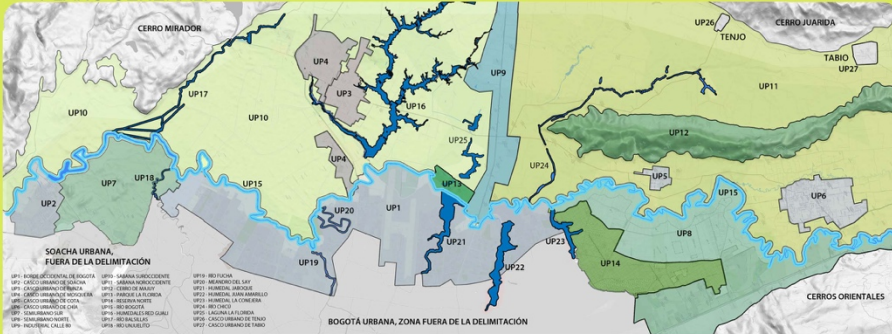 CERRO MIRADOR
UP26
TENJO
CERRO JUARIDA
TABIO
UP27
UP4
UP3
UP9
UP17
UP10
UP10
UP16
UP11
UP12
UP25
UP24
UP4
UP5
UP18
UP7
UP15
UP13
UP15
UP6
UP2
UP20
UP1
UP21
UP23
UP8
UP19
UP22
UP14
SOACHA URBANA,
FUERA DE LA DELIMITACIÓN
UP1 - BORDE OCCIDENTAL DE BOGOTÁ
UP2 - CASCO URBANO DE SOACHA
UP3 - CASCO URBANO DE FUNZA
UP4 - CASCO URBANO DE MOSQUERA
UP5 - CASCO URBANO DE COTA
UP6 - CASCO URBANO DE CHIA
UP7 - SEMIURBANO SUR
UP8 - SEMIURBANO NORTE
UP9 - INDUSTRIAL CALLE 80
UP10 - SABANA SUROCCIDENTE
UP11 - SABANA NOROCCIDENTE
UP12 - CERRO DE MAJUY
UP13 - PARQUE LA FLORIDA
UP14 - RESERVA NORTE
UP15 - RÍO BOGOTÁ
UP16 - HUMEDALES RED GUALI
UP17 - RÍO BALSILLAS
UP18 - RÍO TUNJUELITO
UP19 - RÍO FUCHA
UP20 - MEANDRO DEL SAY
UP21 - HUMEDAL JABOQUE
UP22 - HUMEDAL JUAN AMARILLO
UP23 - HUMEDAL LA CONEJERA
UP24 - RÍO CHICÚ
UP25 - LAGUNA LA FLORIDA
UP26 - CASCO URBANO DE TENJO
UP27 - CASCO URBANO DE TABIO
BOGOTÁ URBANA, ZONA FUERA DE LA DELIMITACIÓN
CERROS ORIENTALES